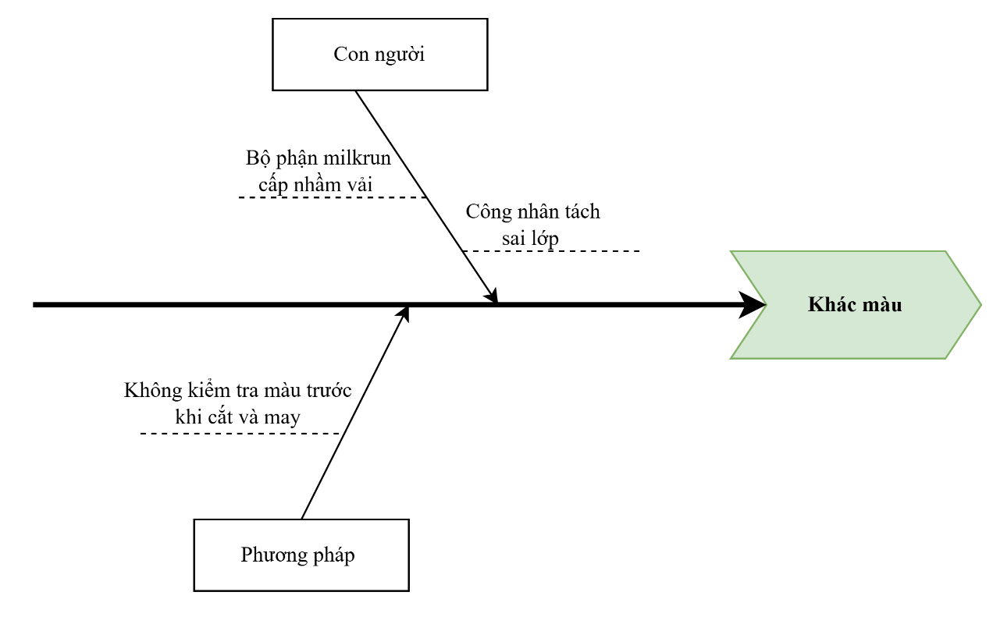 Con người
Bộ phận milkrun
cấp nhầm vải
Công nhân tách
sai lớp
Khác màu
Không kiểm tra màu trước
khi cắt và may
Phương pháp